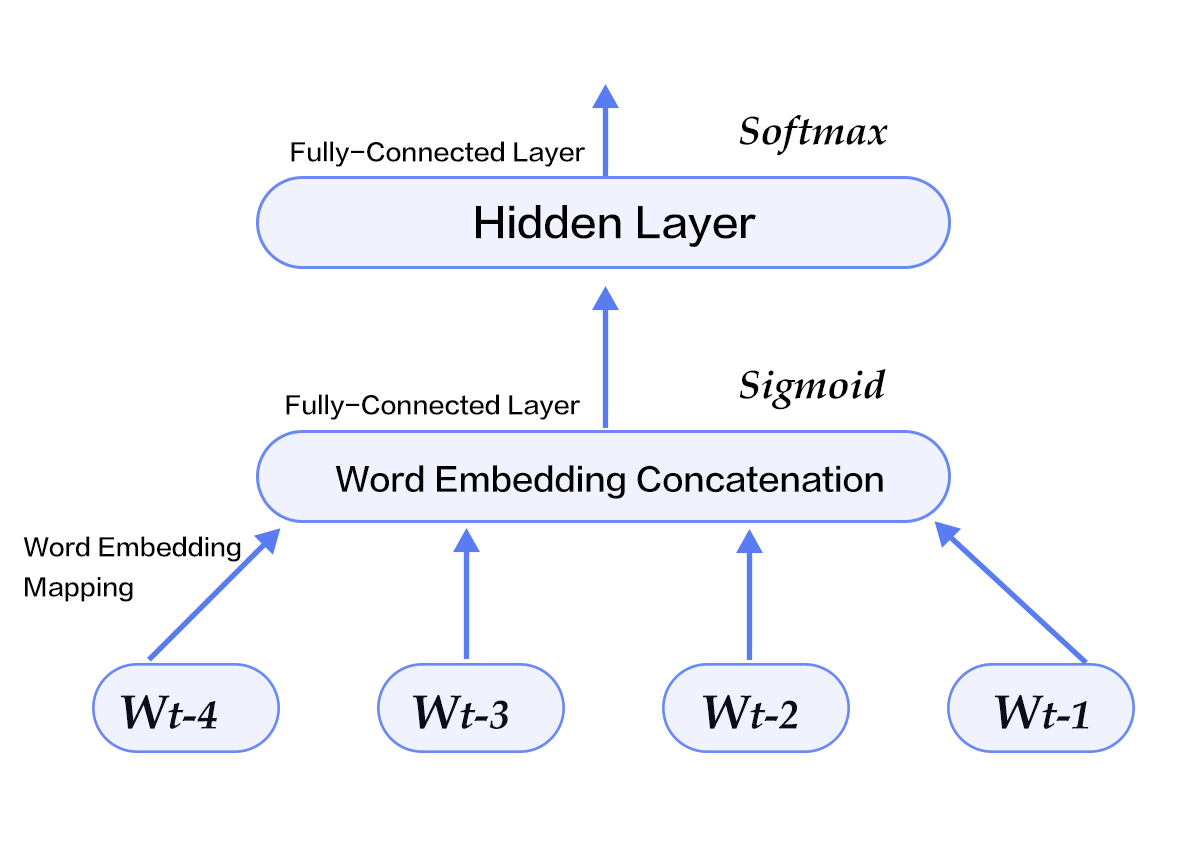 Softmax
Fully-Connected Layer
Hidden Layer
Sigmoid
Fully-Connected Layer
Word Embedding Concatenation
Word Embedding
Mapping
Wt-4
Wt-3
Wt-2
Wt-1